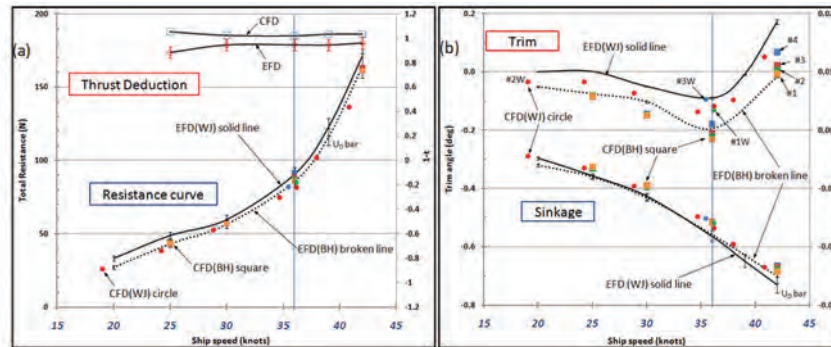 (a)
CFD
EFD
Thrust Deduction
EFD(WJ) solid line
U_D bar
Resistance curve
EFD(BH) broken line
CFD(BH) square
CFD(WJ) circle
Total Resistance (N)
200
150
100
50
0
1.2
1
0.8
0.6
0.4
0.2
0
-0.2
-0.4
-0.6
-0.8
-1
-1.2
1-t
15
20
25
30
35
40
45
Ship speed (knots)
(b)
Trim
EFD(WJ) solid line
#4
#3
#2
#1
#2W
#3W
#1W
CFD(WJ) circle
CFD(BH) square
EFD(BH) broken line
Sinkage
EFD(WJ) solid line
U_D bar
Trim angle (deg)
0.2
0.0
-0.2
-0.4
-0.6
-0.8
15
20
25
30
35
40
45
Ship speed (knots)